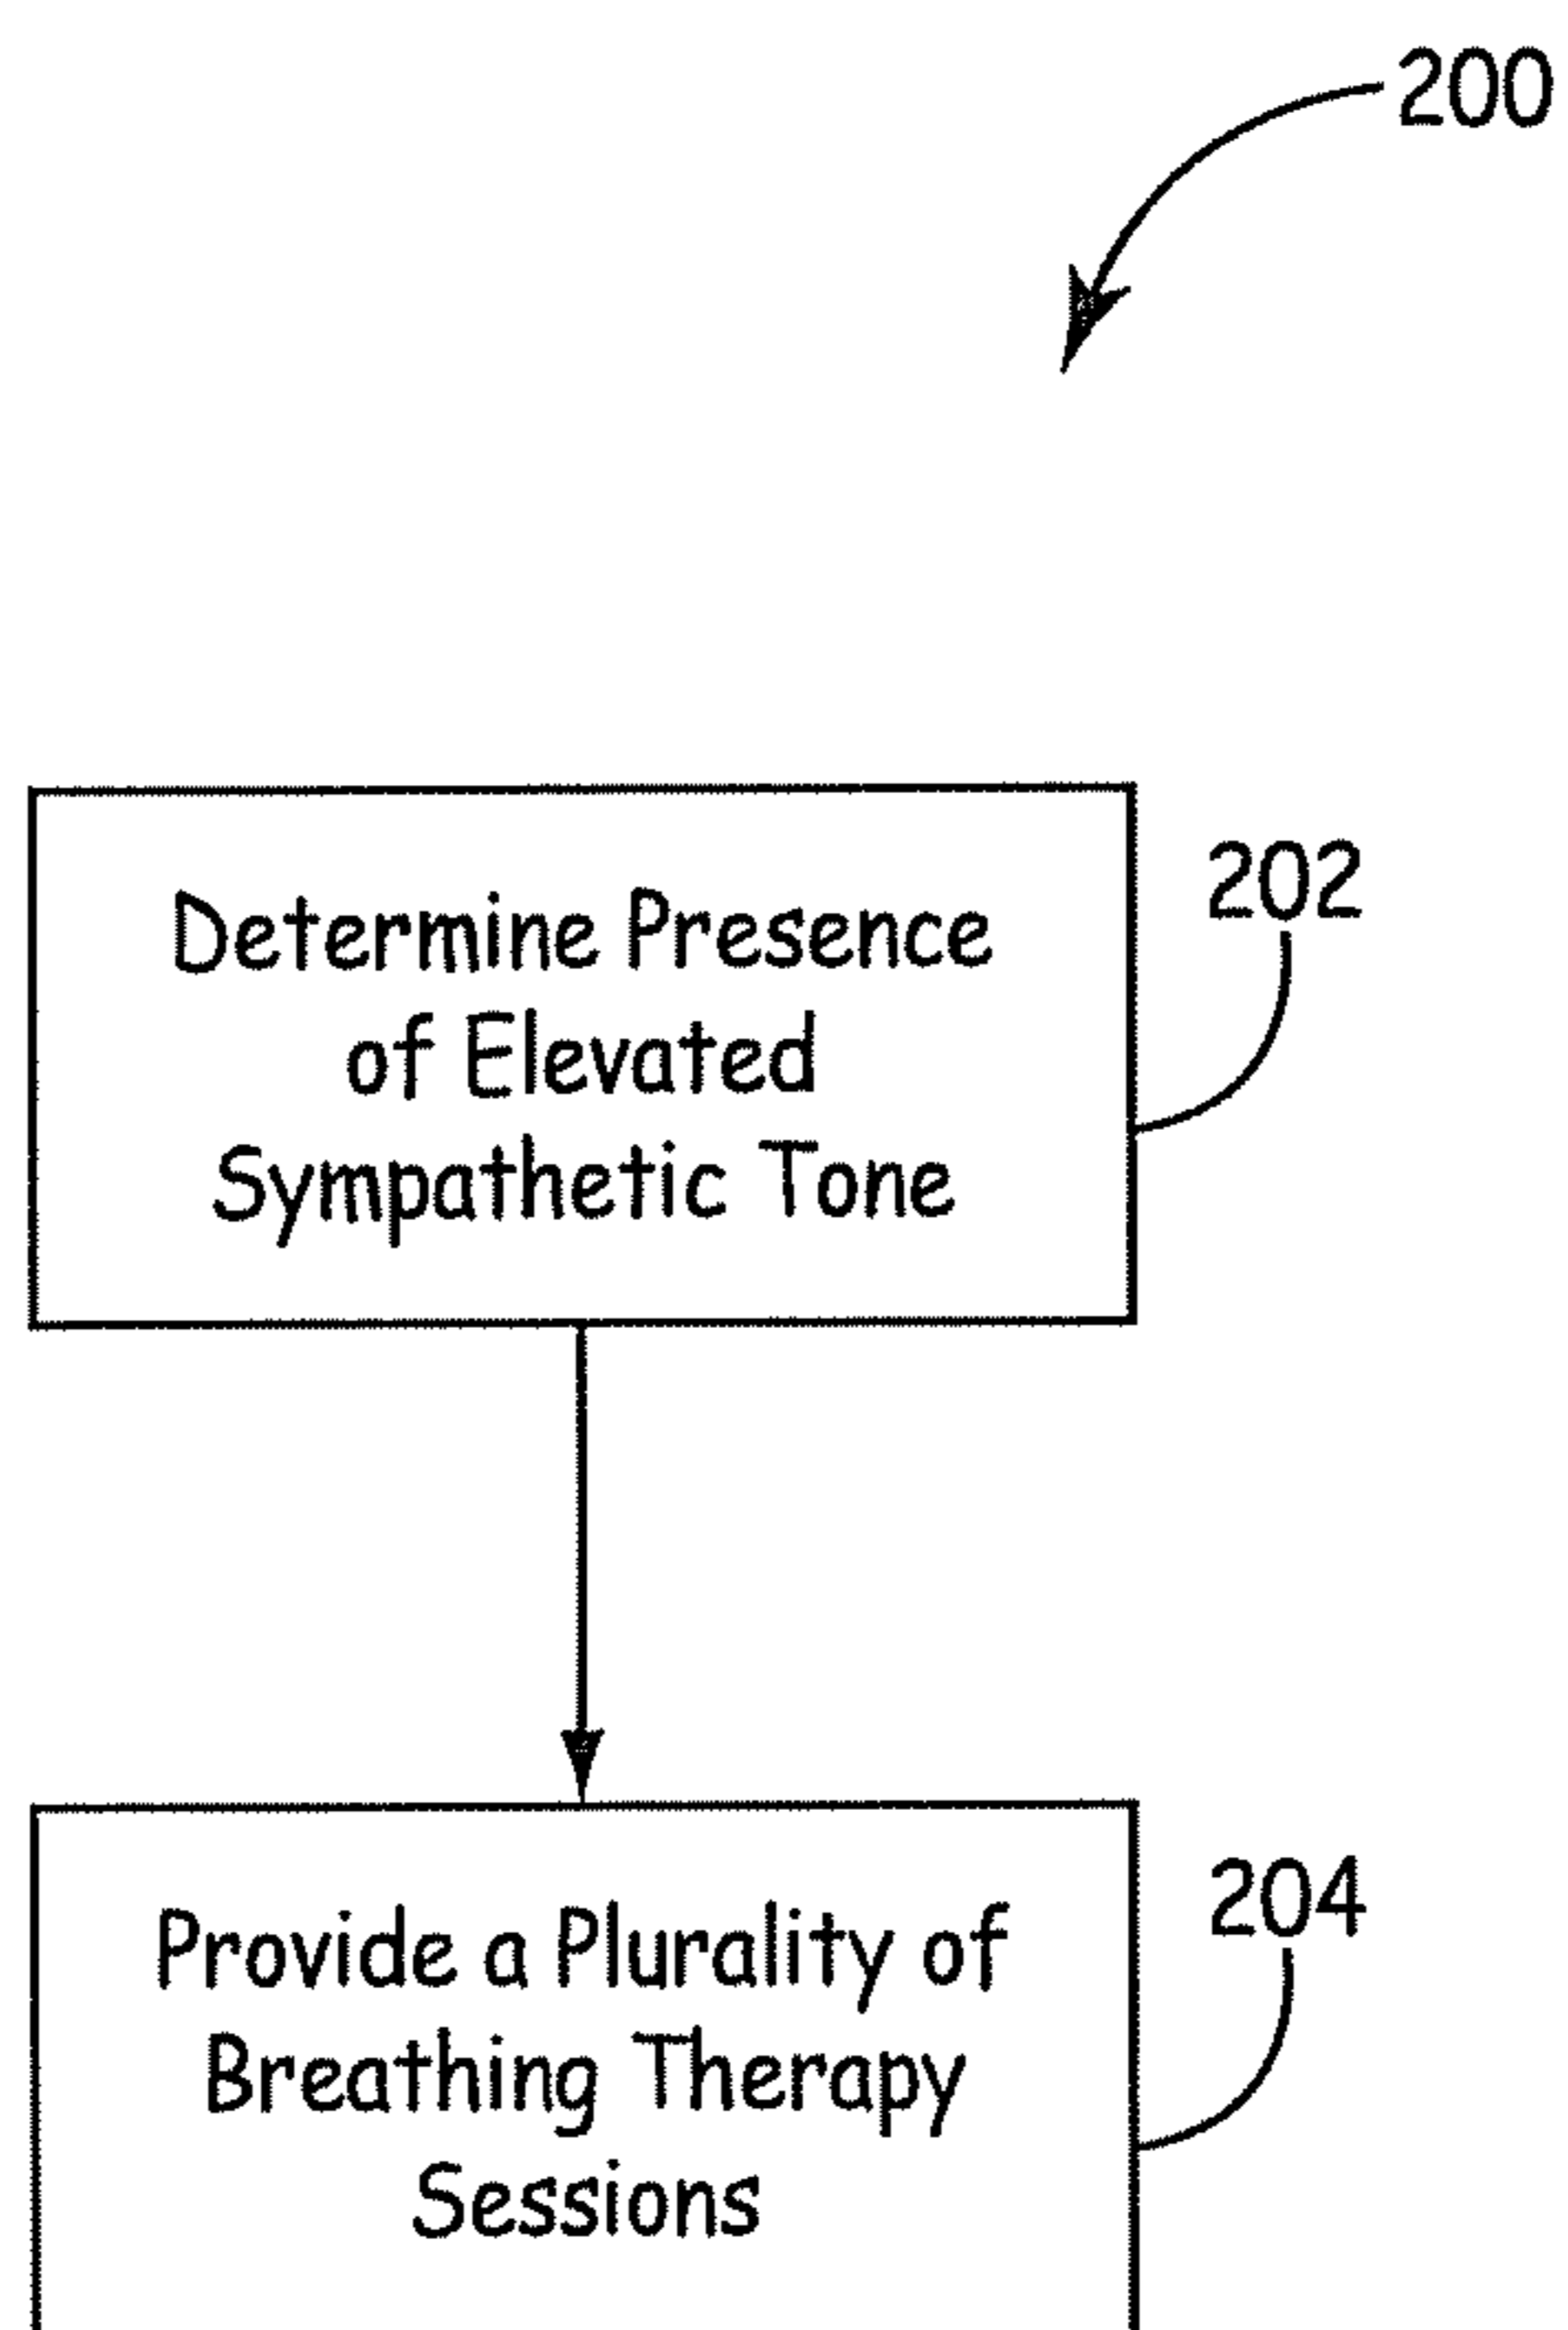 200
Determine Presence
of Elevated
Sympathetic Tone
202
Provide a Plurality of
Breathing Therapy
Sessions
204